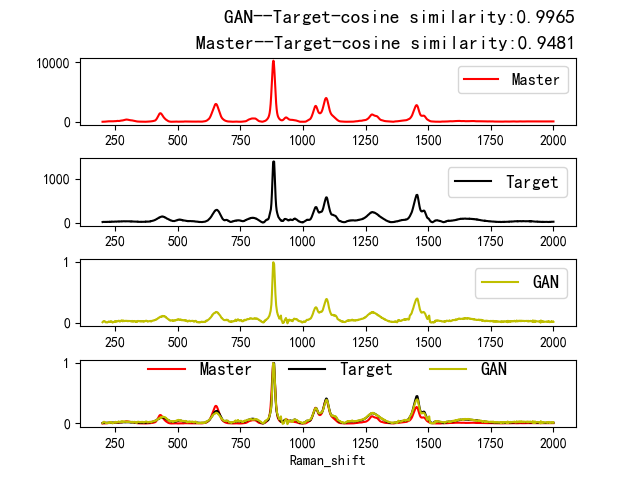 GAN--Target-cosine similarity:0.9965
Master--Target-cosine similarity:0.9481
10000
0
Master
250 500 750 1000 1250 1500 1750 2000
1000
0
Target
250 500 750 1000 1250 1500 1750 2000
1
0
GAN
250 500 750 1000 1250 1500 1750 2000
1
0
Master Target GAN
250 500 750 1000 1250 1500 1750 2000
Raman_shift